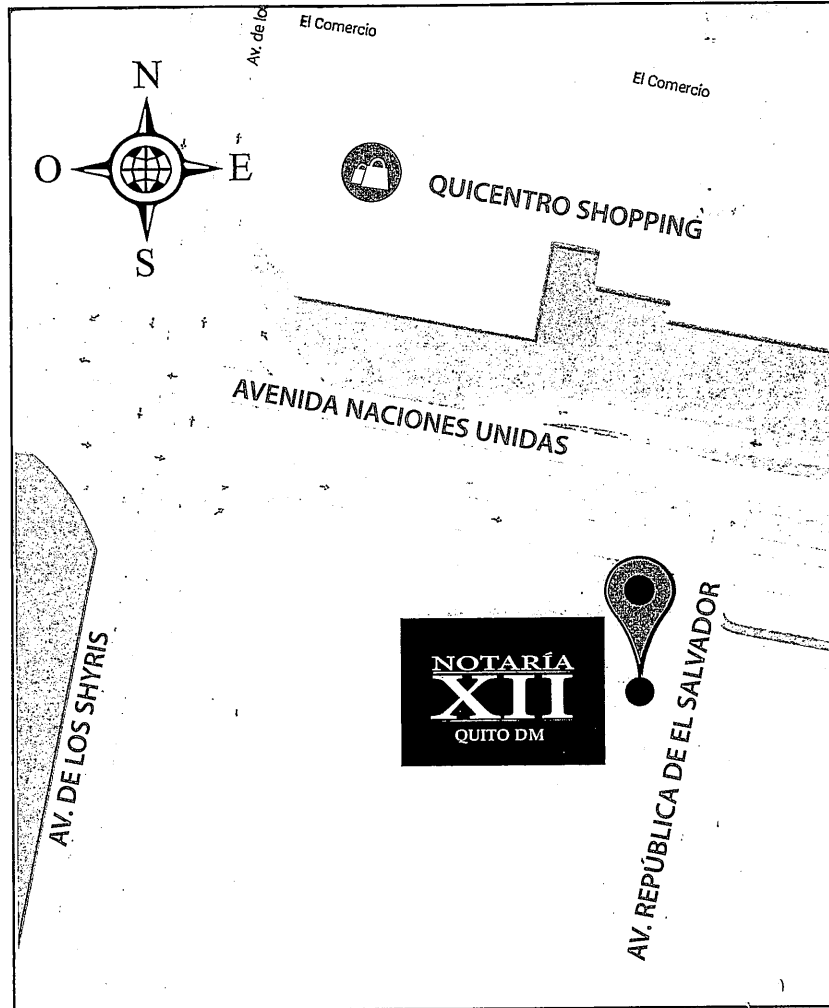 Av. de los
El Comercio
El Comercio
N
O
E
S
QUICENTRO SHOPPING
AVENIDA NACIONES UNIDAS
AV. DE LOS SHYRIS
NOTARÍA
XII
QUITO DM
AV. REPÚBLICA DE EL SALVADOR